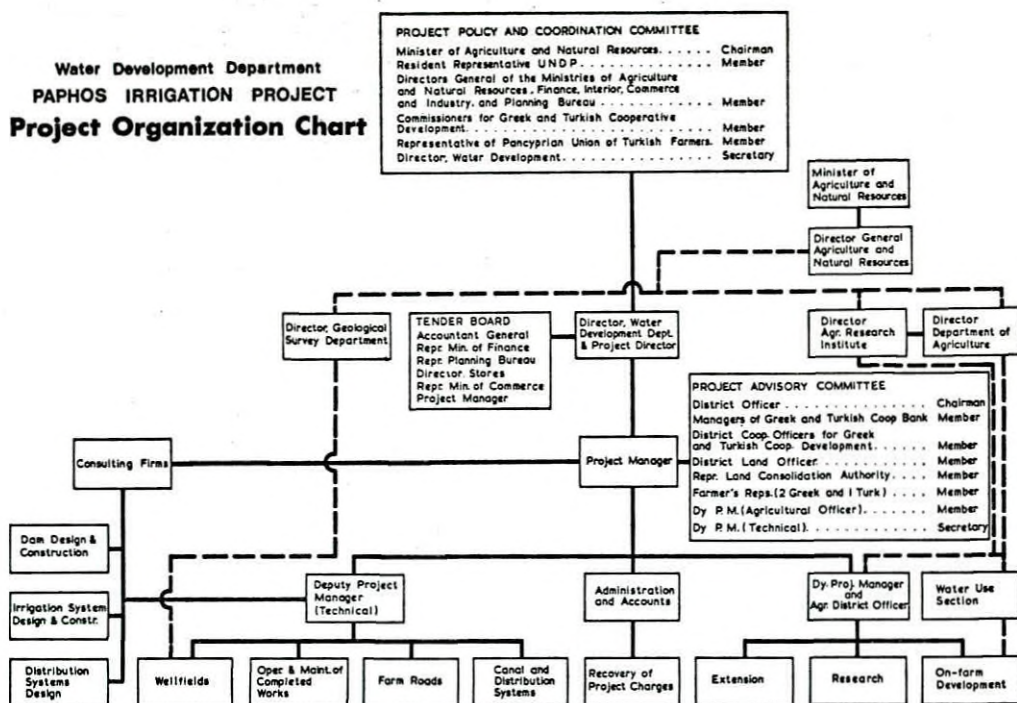 Water Development Department
PAPHOS IRRIGATION PROJECT
Project Organization Chart
PROJECT POLICY AND COORDINATION COMMITTEE
Minister of Agriculture and Natural Resources. . . . . . Chairman
Resident Representative UNDP. . . . . . . . . . . . . . . Member
Directors General of the Ministries of Agriculture
and Natural Resources, Finance, Interior, Commerce
and Industry, and Planning Bureau . . . . . . . . . . . . Member
Commissioners for Greek and Turkish Cooperative
Development. . . . . . . . . . . . . . . . . . . . . . . . Member
Representative of Pancyprian Union of Turkish Farmers. Member
Director, Water Development. . . . . . . . . . . . . . . . Secretary
Minister of
Agriculture and
Natural Resources
Director General
Agriculture and
Natural Resources
Director, Geological
Survey Department
TENDER BOARD
Accountant General
Repr. Min. of Finance
Repr. Planning Bureau
Director. Stores
Repr. Min. of Commerce
Project Manager
Director, Water
Development Dept.
& Project Director
Director
Agr. Research
Institute
Director
Department of
Agriculture
PROJECT ADVISORY COMMITTEE
District Officer . . . . . . . . . . . . . . . Chairman
Managers of Greek and Turkish Coop Bank Member
District Coop. Officers for Greek
and Turkish Coop. Development. . . . . . Member
District Land Officer. . . . . . . . . . . . . Member
Repr. Land Consolidation Authority. . . . Member
Farmer's Reps. (2 Greek and 1 Turk) . . . . Member
Dy P.M. (Agricultural Officer). . . . . . . Member
Dy P.M. (Technical). . . . . . . . . . . . . Secretary
Consulting Firms
Project Manager
Dam Design &
Construction
Irrigation System
Design & Constr.
Distribution
Systems
Design
Deputy Project
Manager
(Technical)
Administration
and Accounts
Dy. Proj. Manager
and
Agr. District Officer
Water Use
Section
Wellfields
Oper & Maint. of
Completed
Works
Farm Roads
Canal and
Distribution
Systems
Recovery of
Project Charges
Extension
Research
On-farm
Development